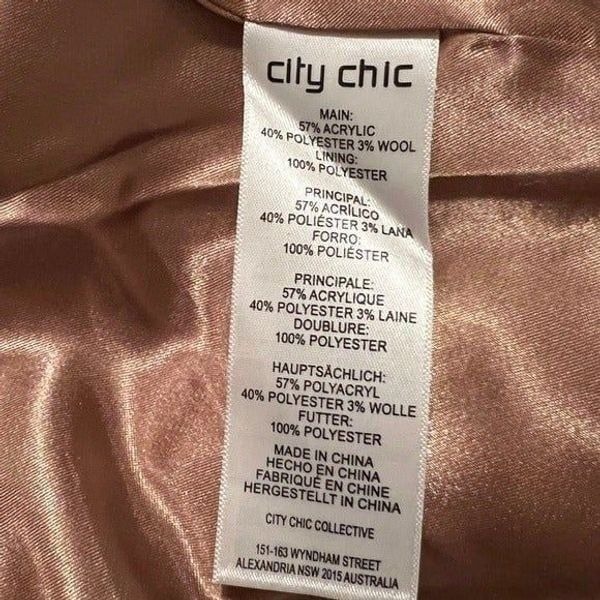 city chic
MAIN:
57% ACRYLIC
40% POLYESTER 3% WOOL
LINING:
100% POLYESTER
PRINCIPAL:
57% ACRÍLICO
40% POLIÉSTER 3% LANA
FORRO:
100% POLIÉSTER
PRINCIPALE:
57% ACRYLIQUE
40% POLYESTER 3% LAINE
DOUBLURE:
100% POLYESTER
HAUPTSÄCHLICH:
57% POLYACRYL
40% POLYESTER 3% WOLLE
FUTTER:
100% POLYESTER
MADE IN CHINA
HECHO EN CHINA
FABRIQUÉ EN CHINE
HERGESTELLT IN CHINA
CITY CHIC COLLECTIVE
151-163 WYNDHAM STREET
ALEXANDRIA NSW 2015 AUSTRALIA